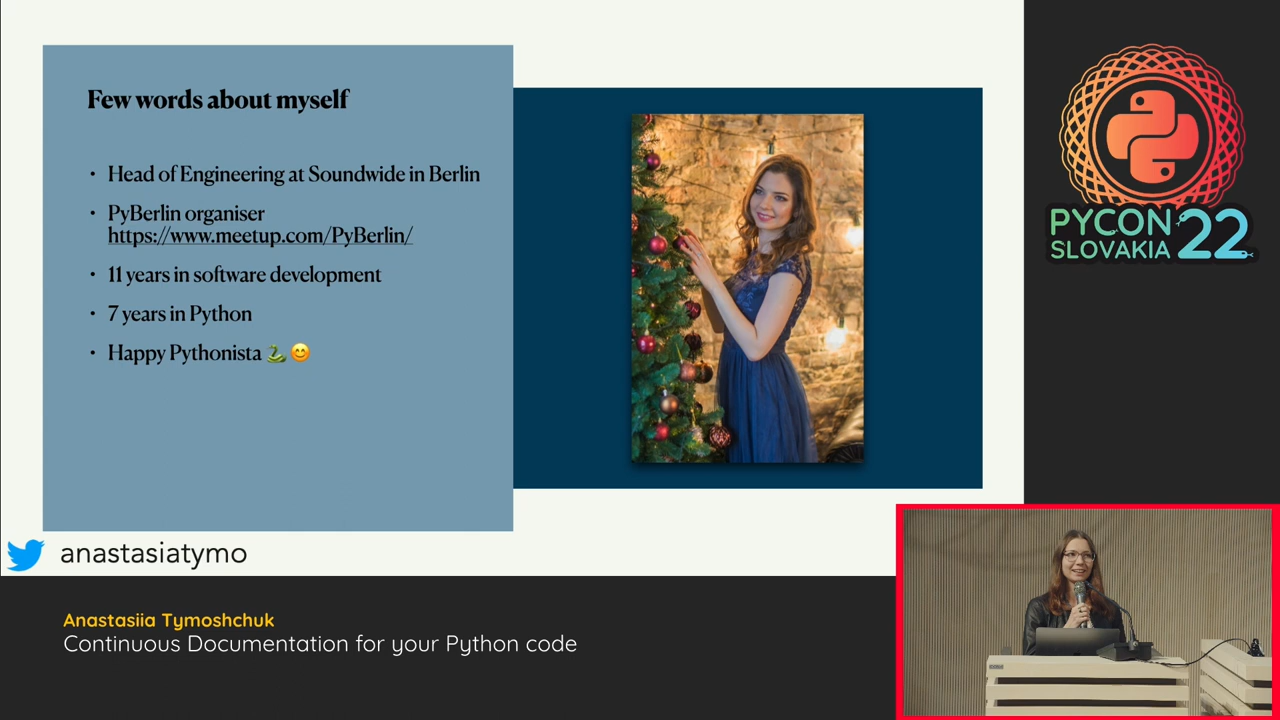 Few words about myself
• Head of Engineering at Soundwide in Berlin
• PyBerlin organiser
https://www.meetup.com/PyBerlin/
• 11 years in software development
• 7 years in Python
• Happy Pythonista 🐍😊
anastasiatymo
Anastasiia Tymoshchuk
Continuous Documentation for your Python code
PYCON
SLOVAKIA 22